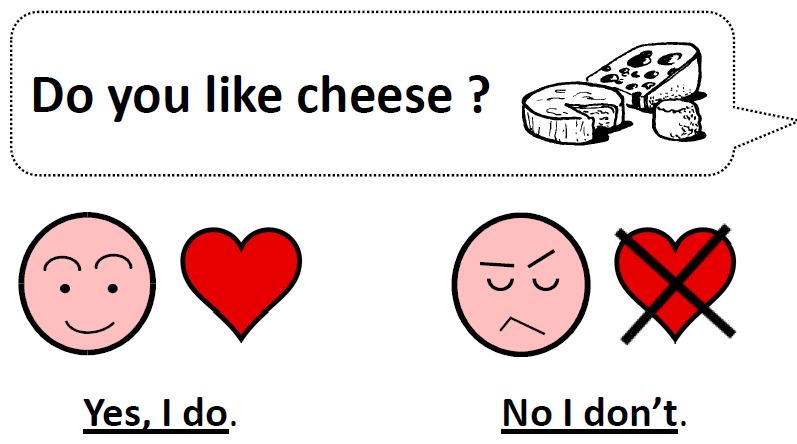 Do you like cheese ?
Yes, I do.
No I don’t.